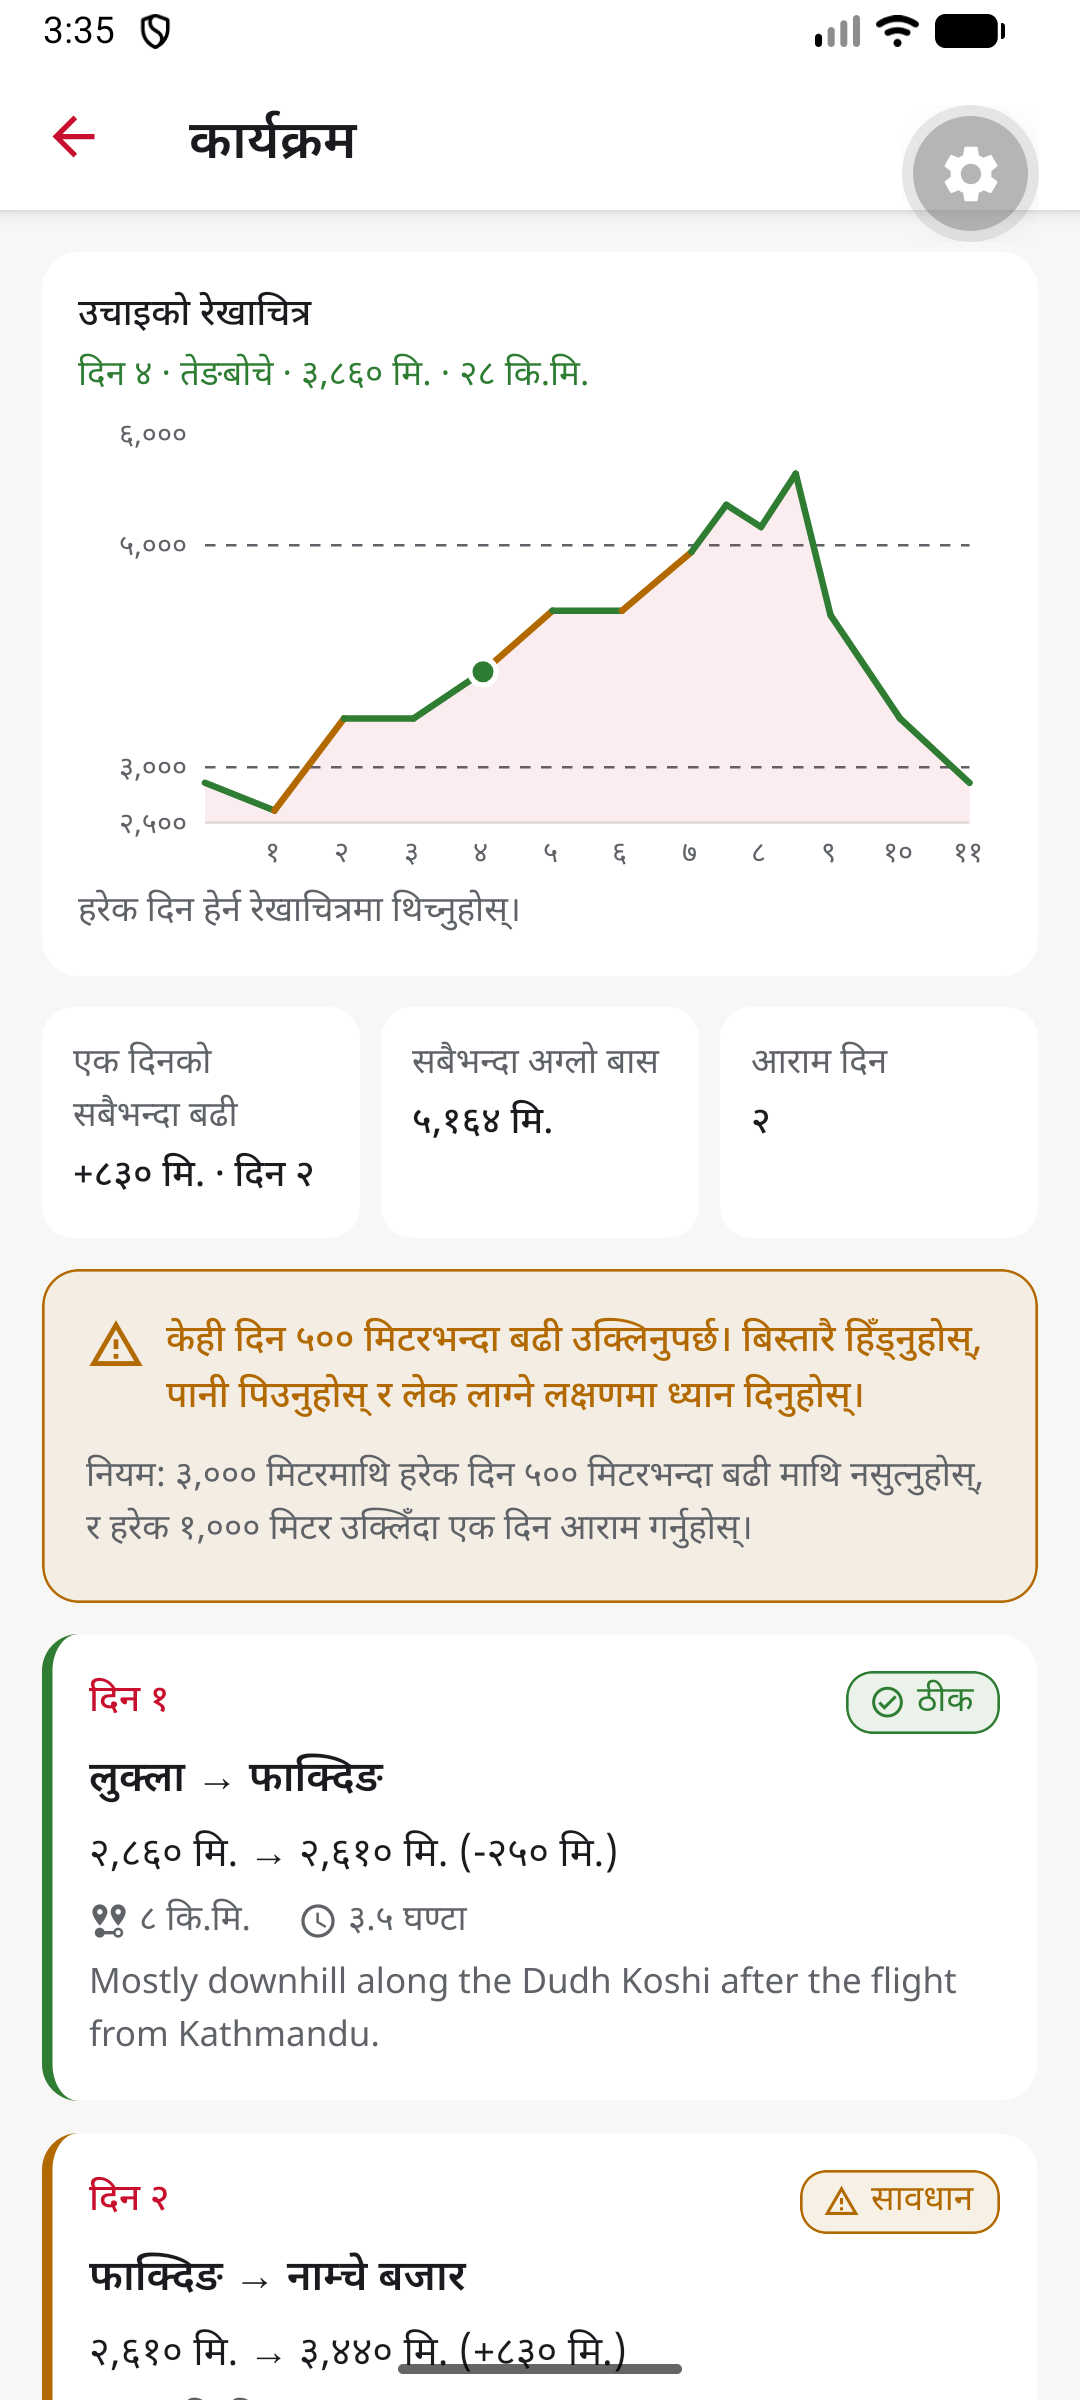 3:35
कार्यक्रम
उचाइको रेखाचित्र
दिन ४ · तेङबोचे · ३,८६० मि. · २८ कि.मि.
६,०००
५,०००
३,०००
२,५००
१ २ ३ ४ ५ ६ ७ ८ ९ १० ११
हरेक दिन हेर्न रेखाचित्रमा थिच्नुहोस्।
एक दिनको
सबैभन्दा बढी
+८३० मि. · दिन २
सबैभन्दा अग्लो बास
५,१६४ मि.
आराम दिन
२
केही दिन ५०० मिटरभन्दा बढी उक्लिनुपर्छ। बिस्तारै हिँड्नुहोस्,
पानी पिउनुहोस् र लेक लाग्ने लक्षणमा ध्यान दिनुहोस्।
नियम: ३,००० मिटरमाथि हरेक दिन ५०० मिटरभन्दा बढी माथि नसुत्नुहोस्,
र हरेक १,००० मिटर उक्लिँदा एक दिन आराम गर्नुहोस्।
दिन १
ठीक
लुक्ला → फाक्दिङ
२,८६० मि. → २,६१० मि. (-२५० मि.)
८ कि.मि. ३.५ घण्टा
Mostly downhill along the Dudh Koshi after the flight
from Kathmandu.
दिन २
सावधान
फाक्दिङ → नाम्चे बजार
२,६१० मि. → ३,४४० मि. (+८३० मि.)